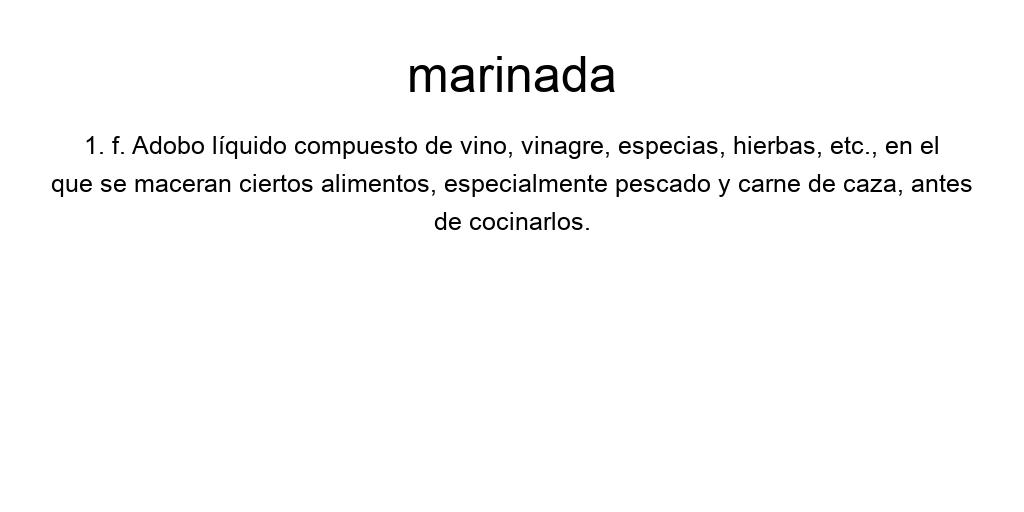 marinada
1. f. Adobo líquido compuesto de vino, vinagre, especias, hierbas, etc., en el
que se maceran ciertos alimentos, especialmente pescado y carne de caza, antes
de cocinarlos.